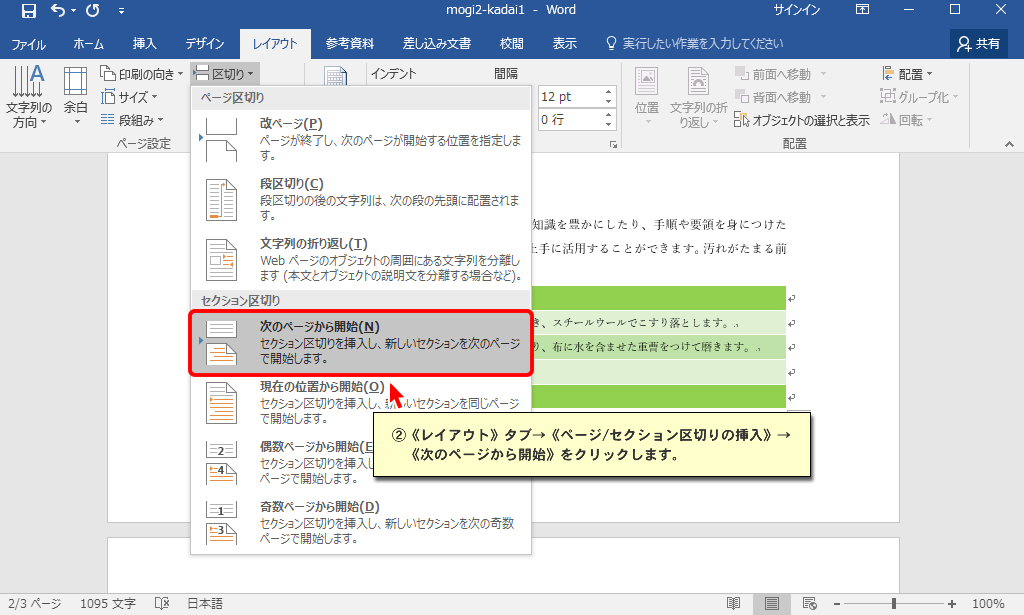 mogi2-kadai1 - Word
サインイン
ファイル
ホーム
挿入
デザイン
レイアウト
参考資料
差し込み文書
校閲
表示
実行したい作業を入力してください
共有
文字列の
方向
余白
印刷の向き
サイズ
段組み
ページ設定
区切り
インデント
間隔
12 pt
0 行
位置
文字列の折
り返し
前面へ移動
背面へ移動
オブジェクトの選択と表示
配置
グループ化
回転
配置
ページ区切り
改ページ(P)
ページが終了し、次のページが開始する位置を指定しま
す。
段区切り(C)
段区切りの後の文字列は、次の段の先頭に配置されま
す。
文字列の折り返し(T)
Web ページのオブジェクトの周囲にある文字列を分離し
ます (本文とオブジェクトの説明文を分離する場合など)。
セクション区切り
次のページから開始(N)
セクション区切りを挿入し、新しいセクションを次のページ
で開始します。
現在の位置から開始(O)
セクション区切りを挿入し、新しいセクションを同じページ
で開始します。
偶数ページから開始(E
セクション区切りを挿入し
ページで開始します。
奇数ページから開始(D)
セクション区切りを挿入し、新しいセクションを次の奇数
ページで開始します。
知識を豊かにしたり、手順や要領を身につけた
上手に活用することができます。汚れがたまる前
き、スチールウールでこすり落とします。
り、布に水を含ませた重曹をつけて磨きます。
②《レイアウト》タブ→《ページ/セクション区切りの挿入》→
《次のページから開始》をクリックします。
2/3 ページ
1095 文字
日本語
100%